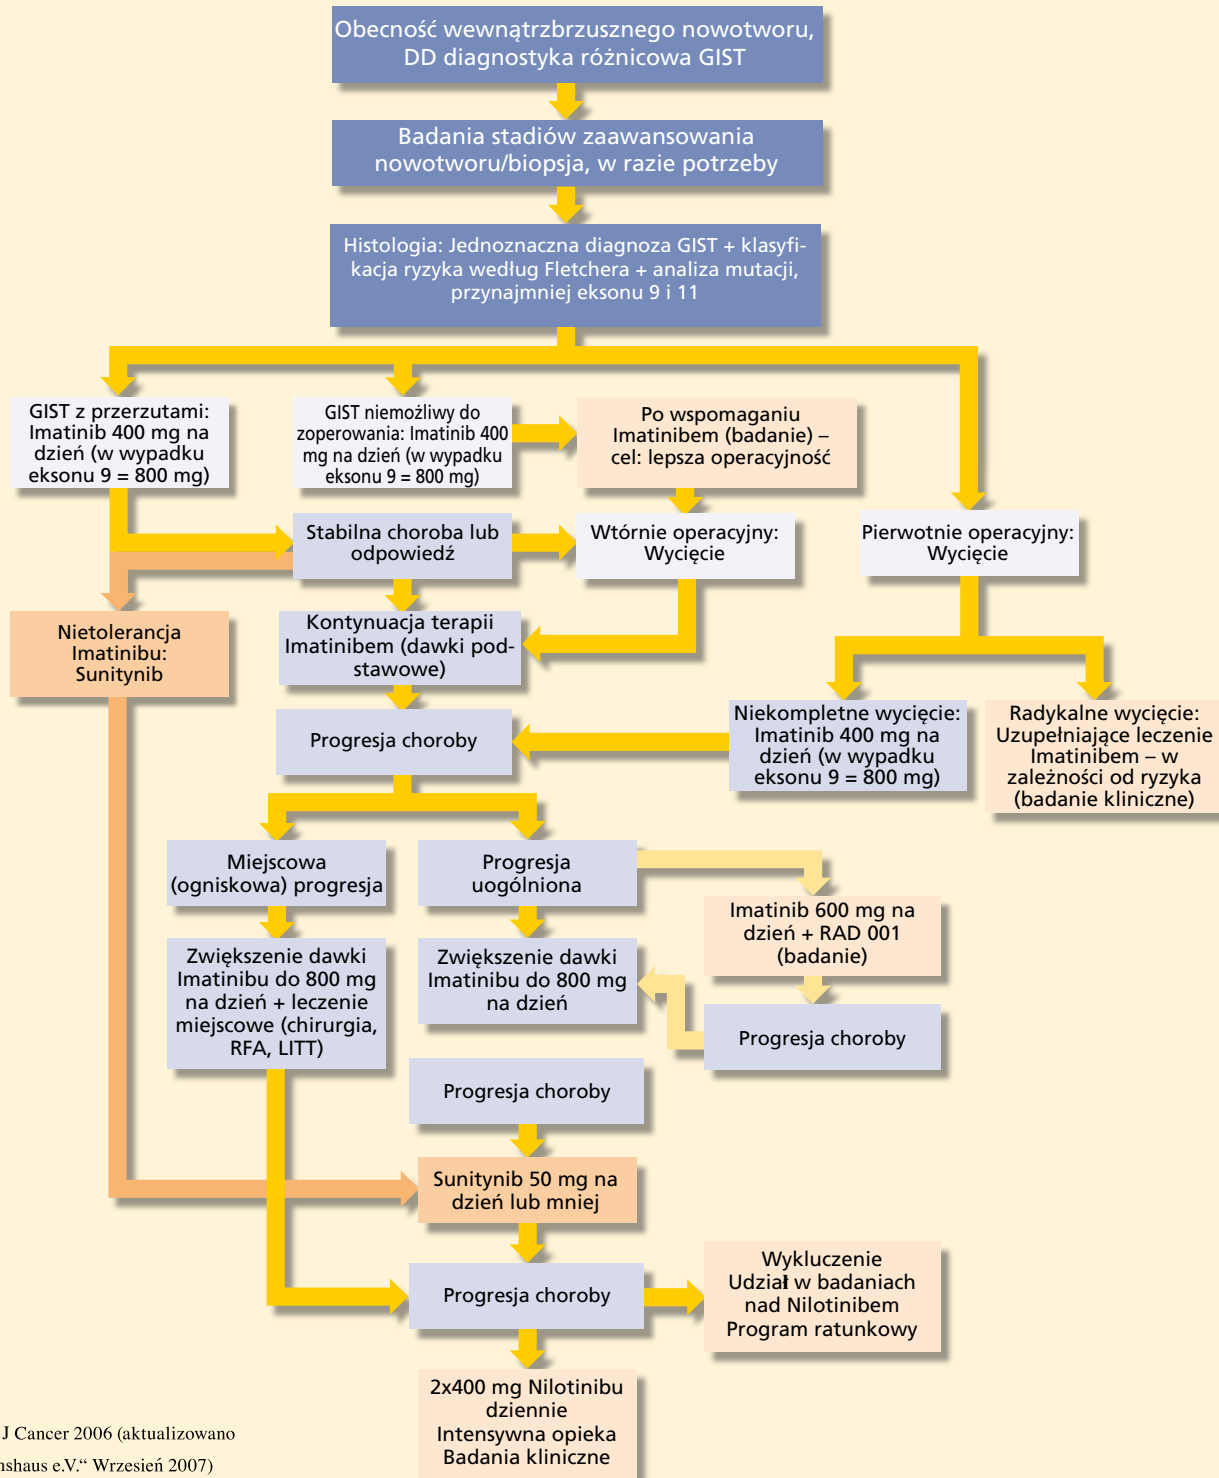 Obecność wewnątrzbrzusznego nowotworu,
DD diagnostyka różnicowa GIST
Badania stadiów zaawansowania
nowotworu/biopsja, w razie potrzeby
Histologia: Jednoznaczna diagnoza GIST + klasyfi-
kacja ryzyka według Fletchera + analiza mutacji,
przynajmniej eksonu 9 i 11
GIST z przerzutami:
Imatinib 400 mg na
dzień (w wypadku
eksonu 9 = 800 mg)
GIST niemożliwy do
zoperowania: Imatinib 400
mg na dzień (w wypadku
eksonu 9 = 800 mg)
Po wspomaganiu
Imatinibem (badanie) –
cel: lepsza operacyjność
Stabilna choroba lub
odpowiedź
Wtórnie operacyjny:
Wycięcie
Pierwotnie operacyjny:
Wycięcie
Nietolerancja
Imatinibu:
Sunitynib
Kontynuacja terapii
Imatinibem (dawki pod-
stawowe)
Progresja choroby
Niekompletne wycięcie:
Imatinib 400 mg na
dzień (w wypadku
eksonu 9 = 800 mg)
Radykalne wycięcie:
Uzupełniające leczenie
Imatinibem – w
zależności od ryzyka
(badanie kliniczne)
Miejscowa
(ogniskowa) progresja
Progresja
uogólniona
Imatinib 600 mg na
dzień + RAD 001
(badanie)
Zwiększenie dawki
Imatinibu do 800 mg
na dzień + leczenie
miejscowe (chirurgia,
RFA, LITT)
Zwiększenie dawki
Imatinibu do 800 mg
na dzień
Progresja choroby
Progresja choroby
Sunitynib 50 mg na
dzień lub mniej
Progresja choroby
Wykluczenie
Udział w badaniach
nad Nilotinibem
Program ratunkowy
2x400 mg Nilotinibu
dziennie
Intensywna opieka
Badania kliniczne
J Cancer 2006 (aktualizowano
nshaus e.V.“ Wrzesień 2007)